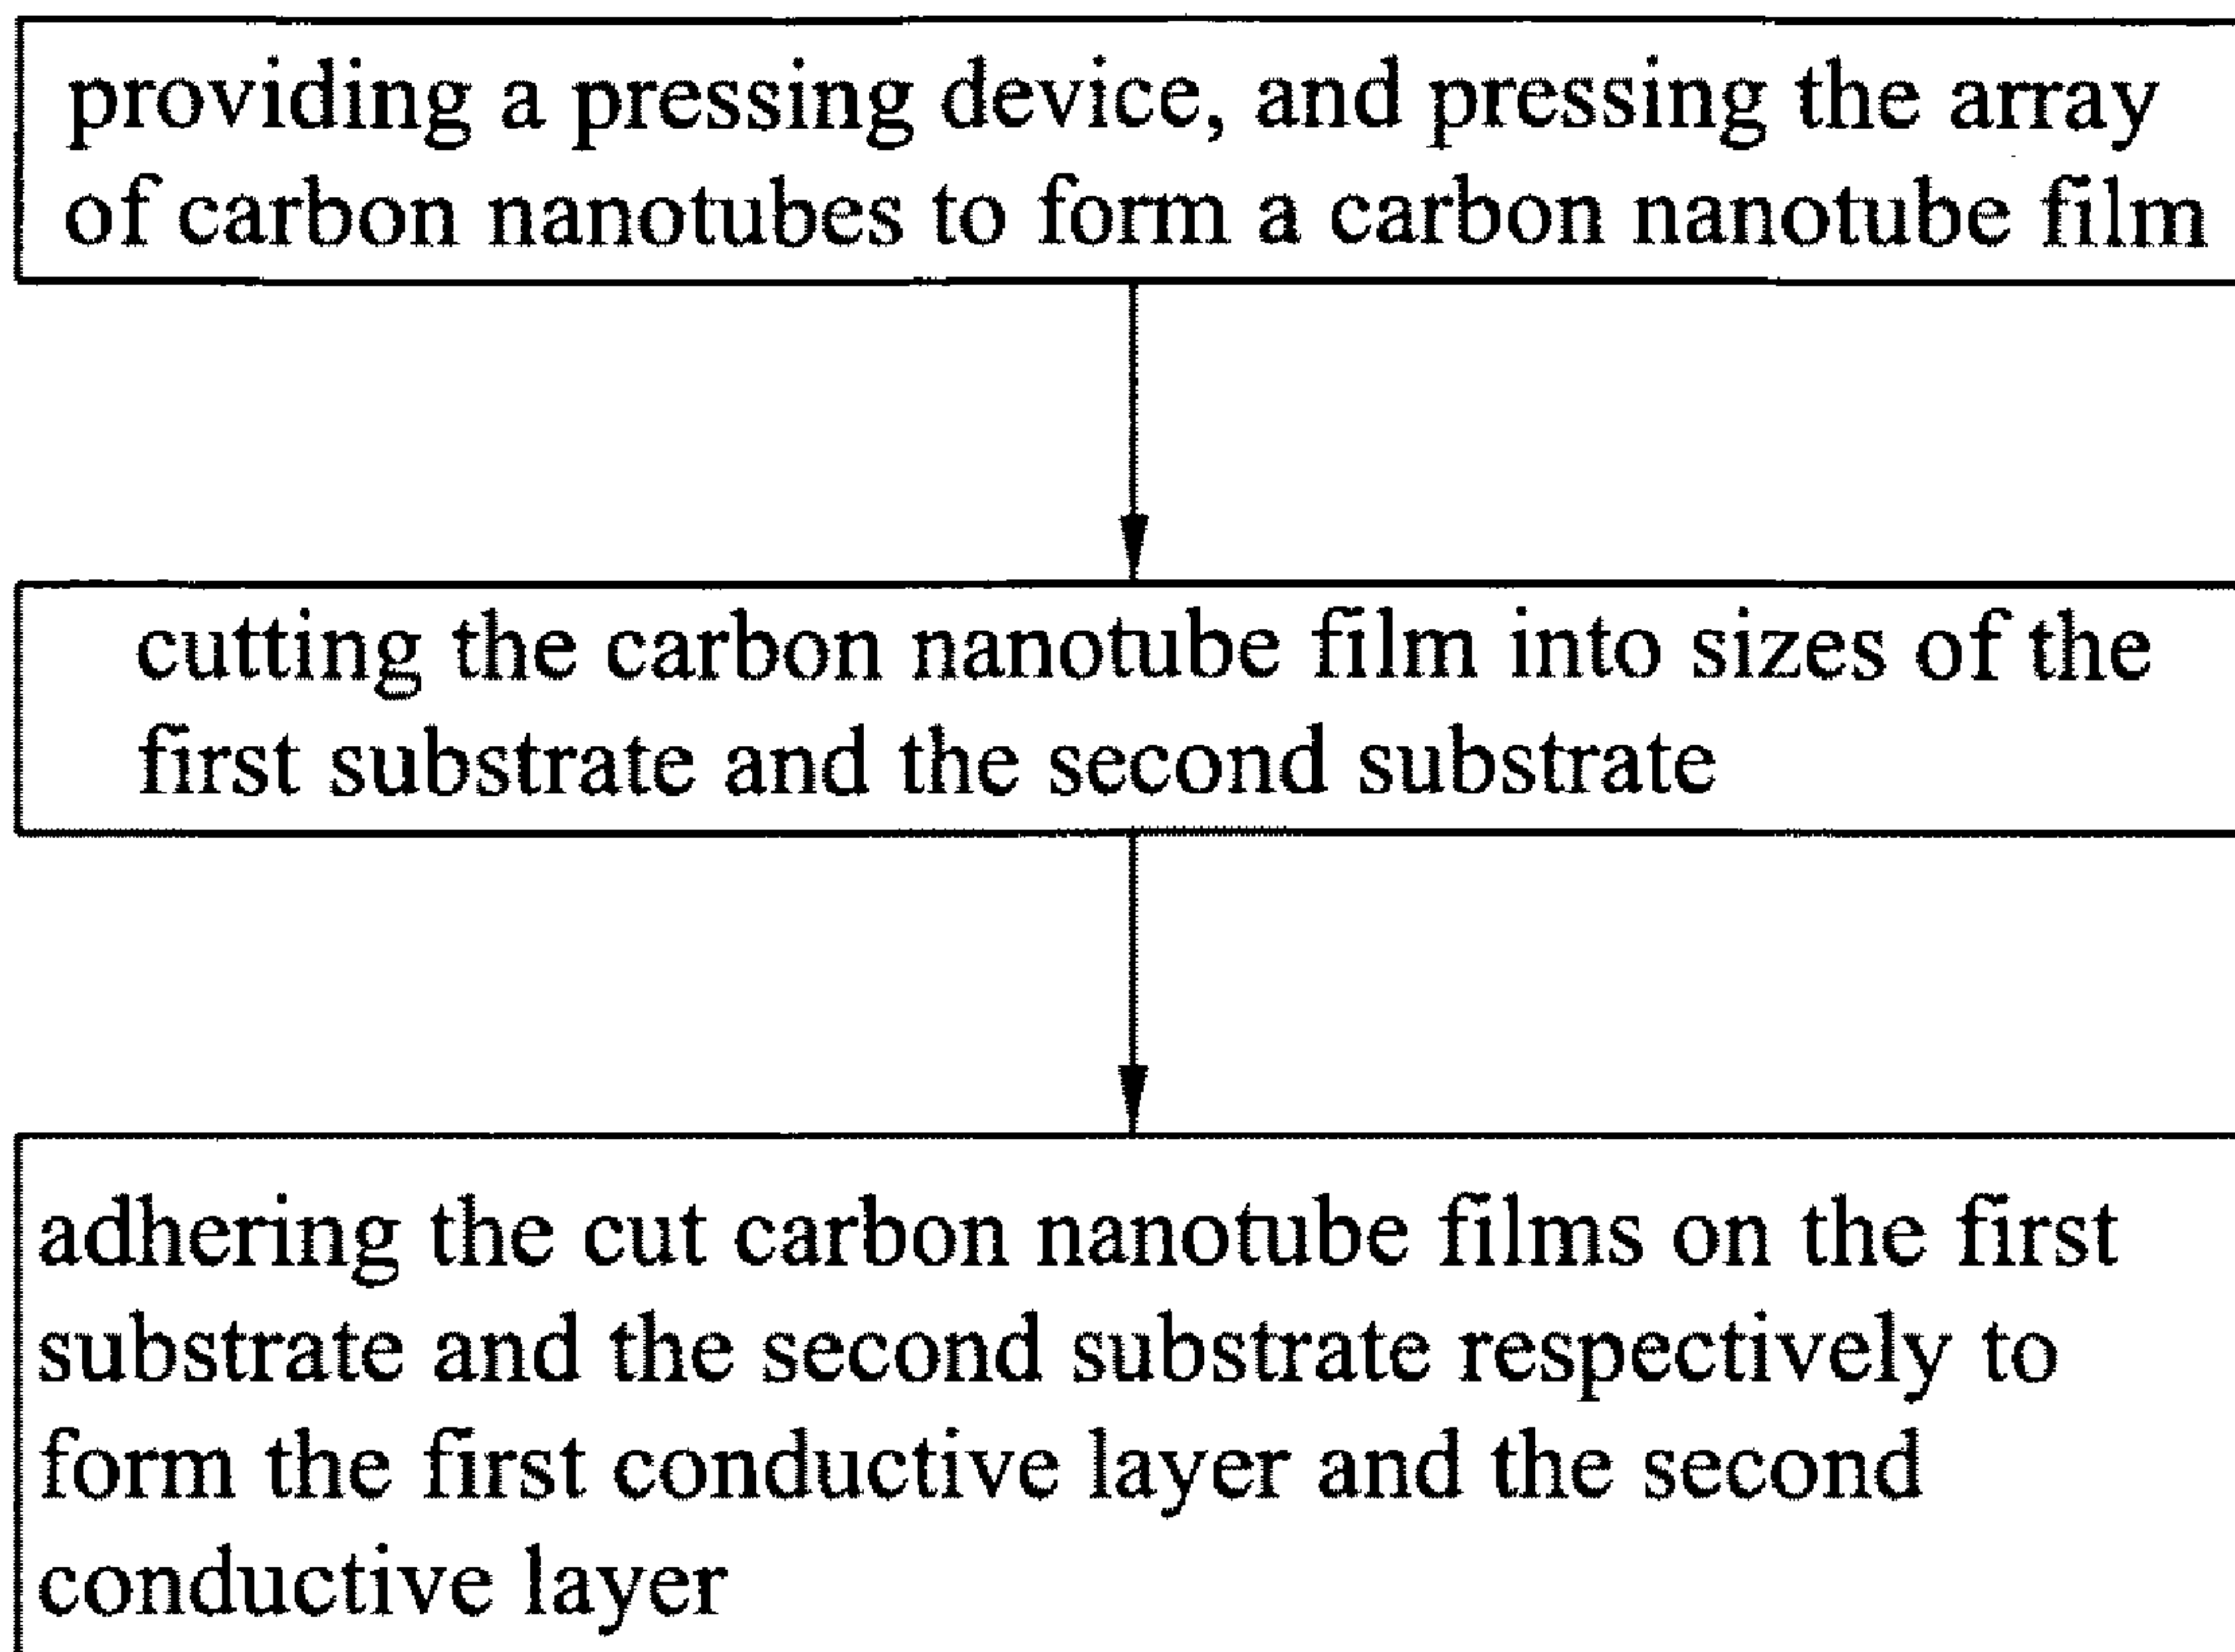 providing a pressing device, and pressing the array
of carbon nanotubes to form a carbon nanotube film
cutting the carbon nanotube film into sizes of the
first substrate and the second substrate
adhering the cut carbon nanotube films on the first
substrate and the second substrate respectively to
form the first conductive layer and the second
conductive layer